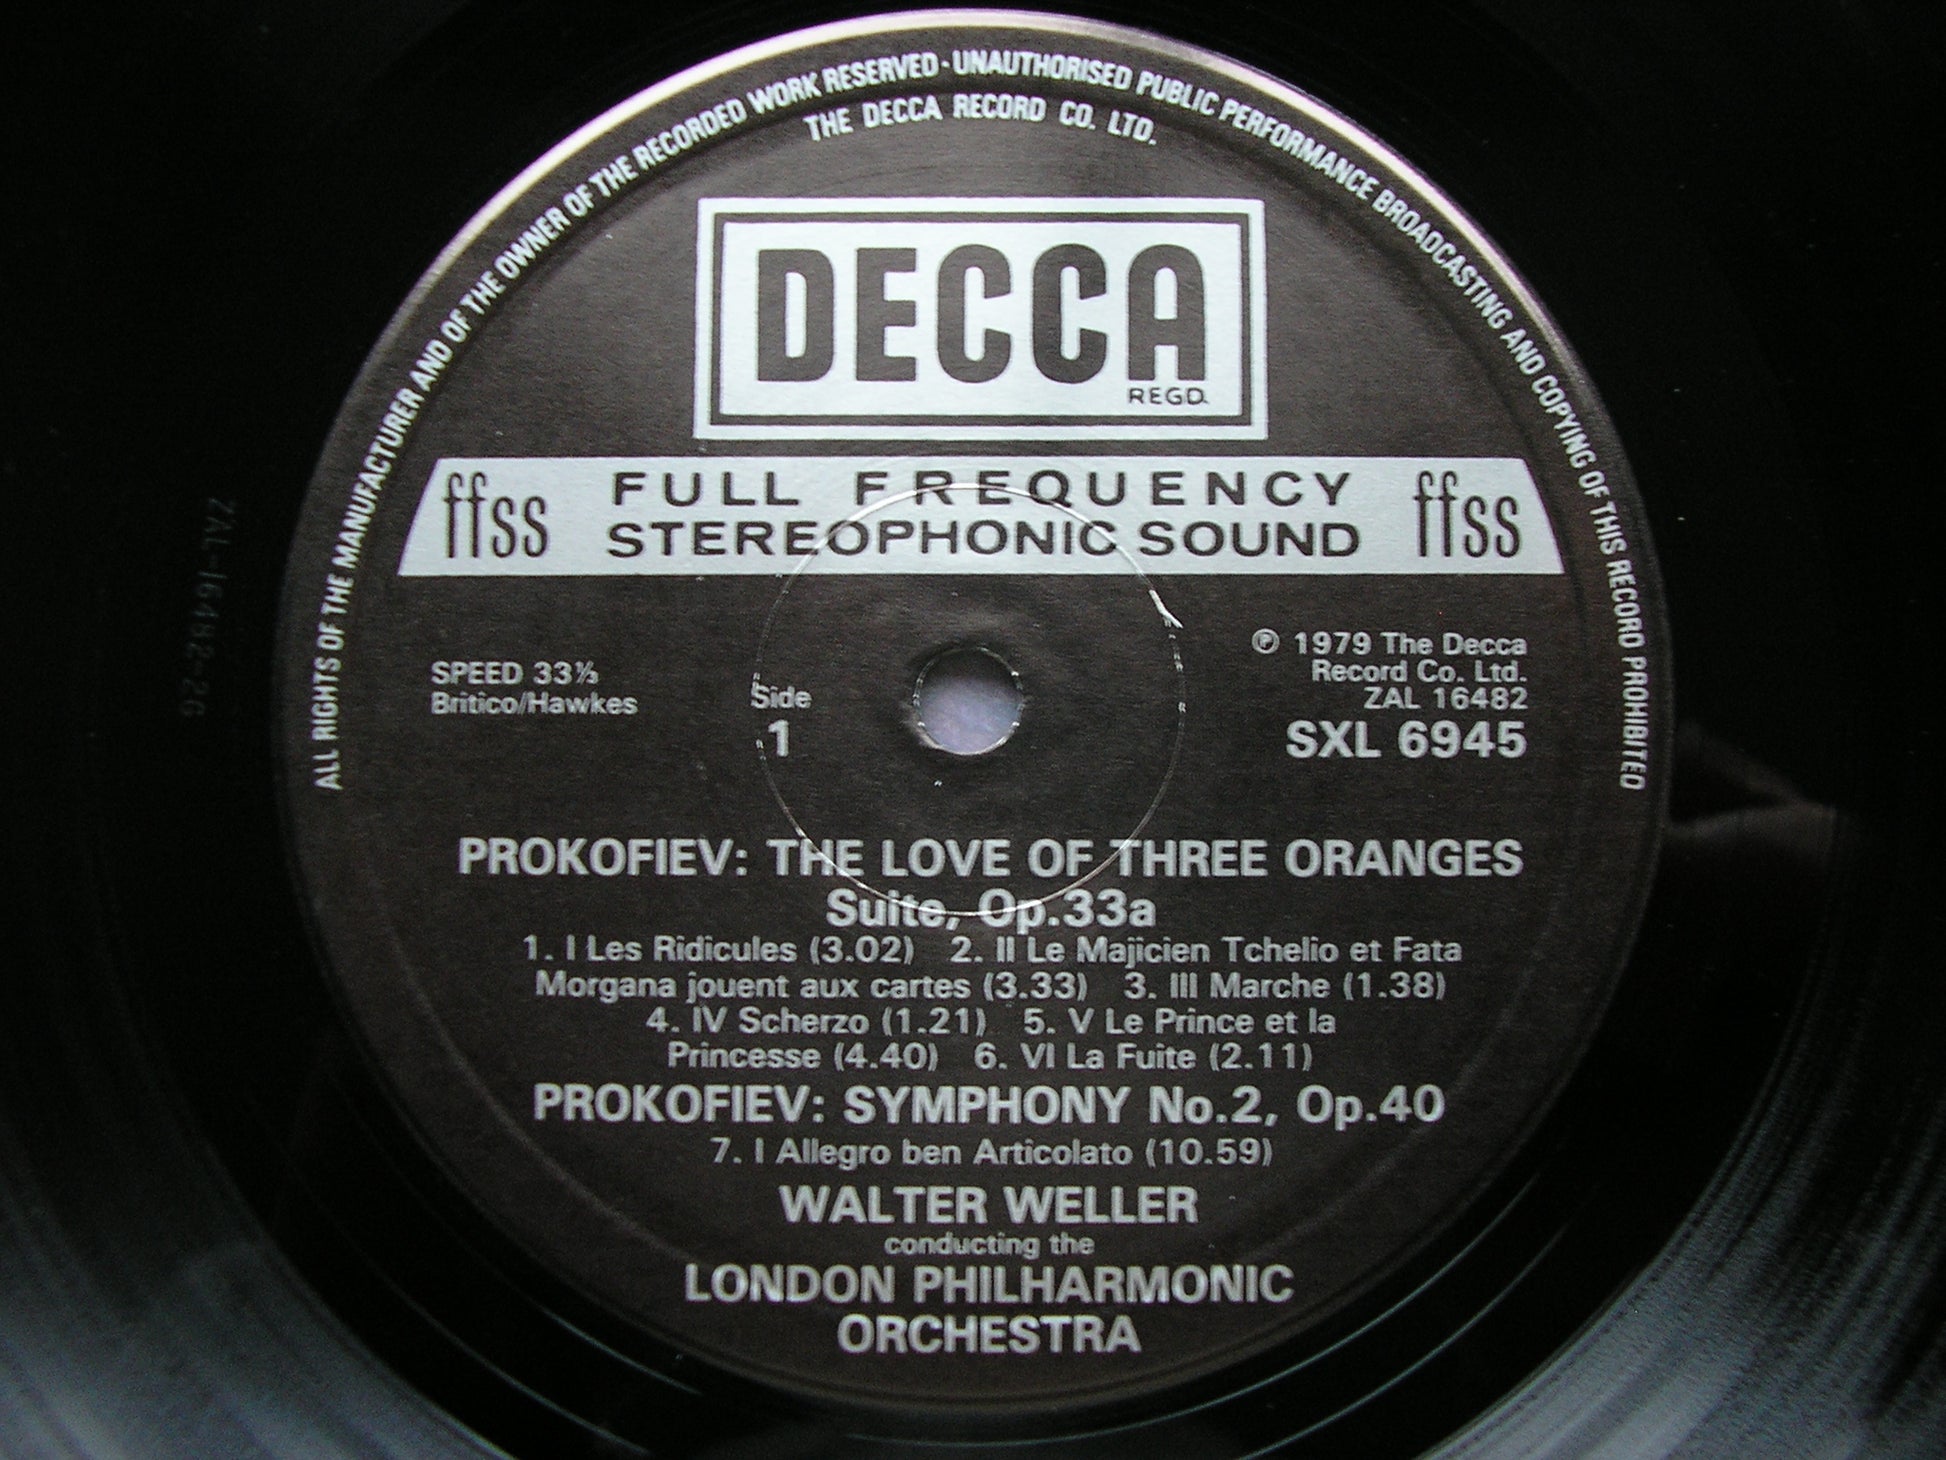 ALL RIGHTS OF THE MANUFACTURER AND OF THE OWNER OF THE RECORDED WORK RESERVED · UNAUTHORISED PUBLIC PERFORMANCE BROADCASTING AND COPYING OF THIS RECORD PROHIBITED
THE DECCA RECORD CO. LTD.
DECCA
REGD.
ffss FULL FREQUENCY ffss
STEREOPHONIC SOUND
SPEED 33⅓
Britico/Hawkes
Side
1
℗ 1979 The Decca
Record Co. Ltd.
ZAL 16482
SXL 6945
PROKOFIEV: THE LOVE OF THREE ORANGES
Suite, Op.33a
1. I Les Ridicules (3.02) 2. II Le Majicien Tchelio et Fata
Morgana jouent aux cartes (3.33) 3. III Marche (1.38)
4. IV Scherzo (1.21) 5. V Le Prince et la
Princesse (4.40) 6. VI La Fuite (2.11)
PROKOFIEV: SYMPHONY No.2, Op.40
7. I Allegro ben Articolato (10.59)
WALTER WELLER
conducting the
LONDON PHILHARMONIC
ORCHESTRA
ZAL-16482-2G